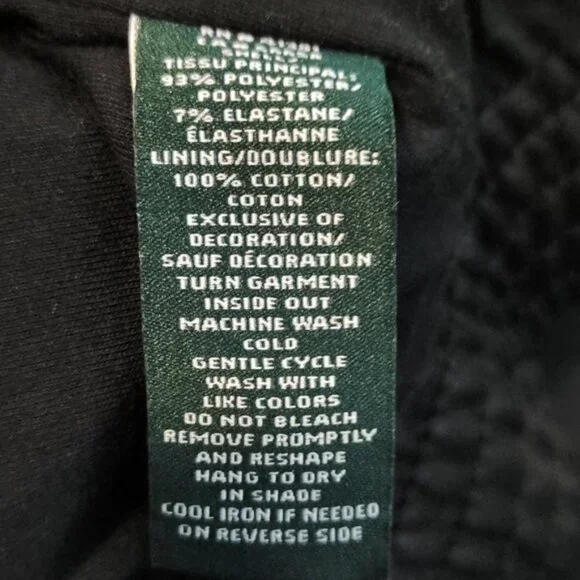 TISSU PRINCIPAL:
93% POLYESTER/
POLYESTER
7% ELASTANE/
ÉLASTHANNE
LINING/DOUBLURE:
100% COTTON/
COTON
EXCLUSIVE OF
DECORATION/
SAUF DÉCORATION
TURN GARMENT
INSIDE OUT
MACHINE WASH
COLD
GENTLE CYCLE
WASH WITH
LIKE COLORS
DO NOT BLEACH
REMOVE PROMPTLY
AND RESHAPE
HANG TO DRY
IN SHADE
COOL IRON IF NEEDED
ON REVERSE SIDE